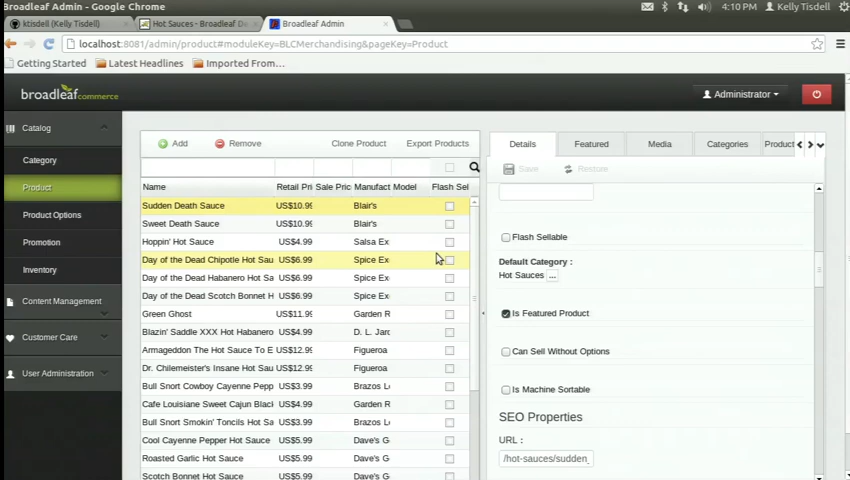 Broadleaf Admin - Google Chrome
4:10 PM Kelly Tisdell
ktisdell (Kelly Tisdell) Hot Sauces - Broadleaf De Broadleaf Admin
localhost:8081/admin/product#moduleKey=BLCMerchandising&pageKey=Product
Getting Started Latest Headlines Imported From...
broadleafcommerce Administrator
Catalog
Category
Product
Product Options
Promotion
Inventory
Content Management
Customer Care
User Administration
Add Remove Clone Product Export Products
Name Retail Pri Sale Pric Manufact Model Flash Sel
Sudden Death Sauce US$10.99 Blair's
Sweet Death Sauce US$10.99 Blair's
Hoppin' Hot Sauce US$4.99 Salsa Ex
Day of the Dead Chipotle Hot Sau US$6.99 Spice Ex
Day of the Dead Habanero Hot Sa US$6.99 Spice Ex
Day of the Dead Scotch Bonnet H US$6.99 Spice Ex
Green Ghost US$11.9 Garden R
Blazin' Saddle XXX Hot Habanero US$4.99 D. L. Jard
Armageddon The Hot Sauce To E US$12.9 Figueroa
Dr. Chilemeister's Insane Hot Sau US$12.9 Figueroa
Bull Snort Cowboy Cayenne Pepp US$3.99 Brazos L
Cafe Louisiane Sweet Cajun Black US$4.99 Garden R
Bull Snort Smokin' Toncils Hot Sa US$3.99 Brazos L
Cool Cayenne Pepper Hot Sauce US$5.99 Dave's G
Roasted Garlic Hot Sauce US$5.99 Dave's G
Scotch Bonnet Hot Sauce US$5.99 Dave's G
Details Featured Media Categories Product
Save Restore
Flash Sellable
Default Category :
Hot Sauces ...
Is Featured Product
Can Sell Without Options
Is Machine Sortable
SEO Properties
URL :
/hot-sauces/sudden_